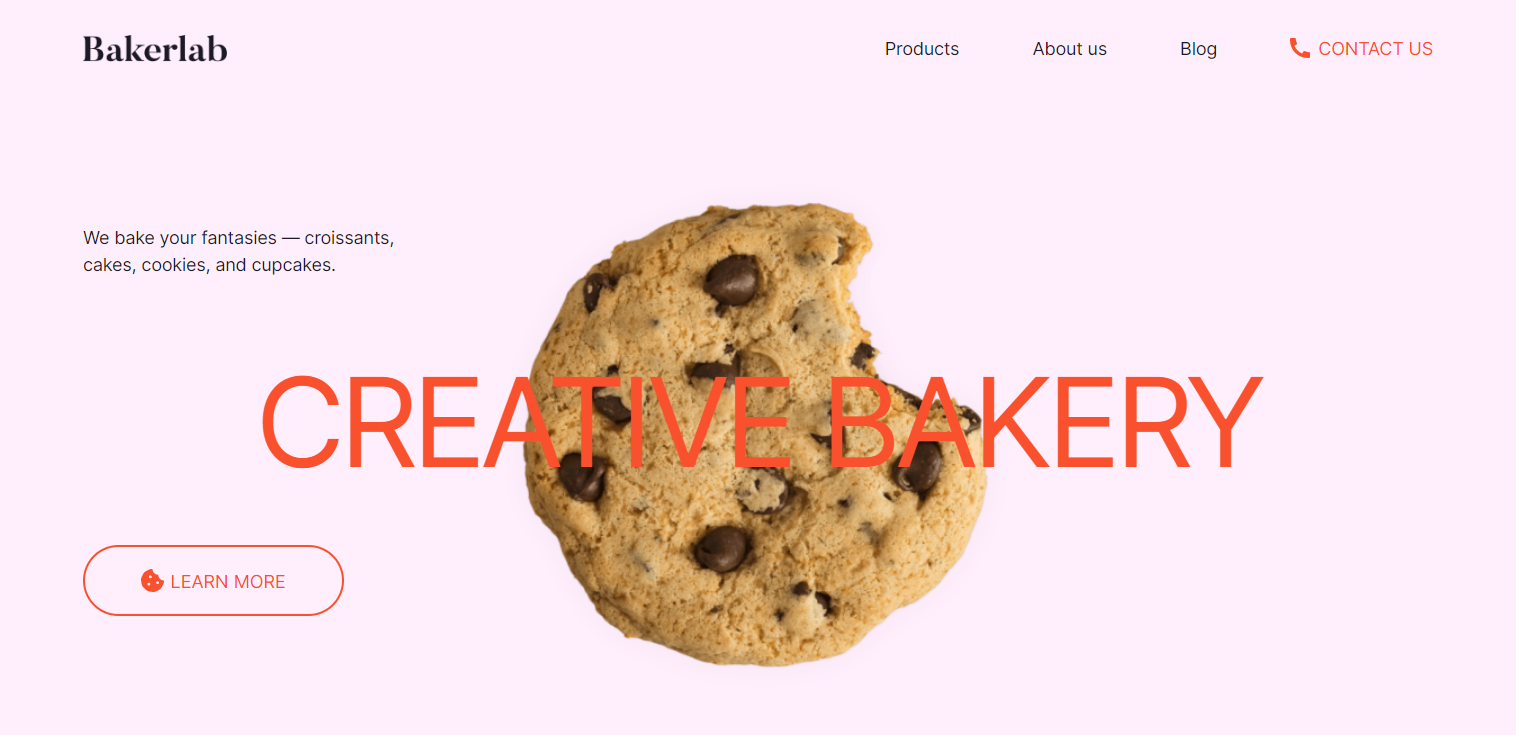 Bakerlab
Products
About us
Blog
CONTACT US
We bake your fantasies — croissants,
cakes, cookies, and cupcakes.
CREATIVE BAKERY
LEARN MORE